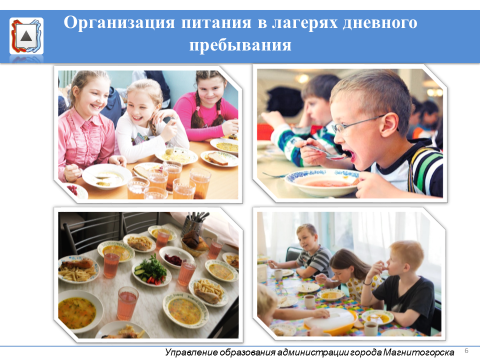 Организация питания в лагерях дневного
пребывания
Управление образования администрации города Магнитогорска
6